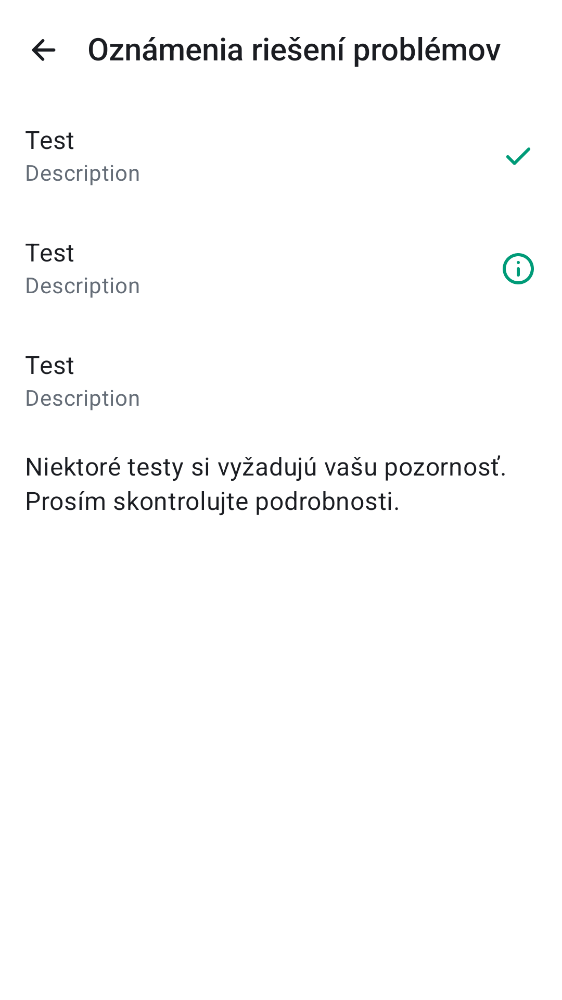 Oznámenia riešení problémov
Test
Description
Test
Description
Test
Description
Niektoré testy si vyžadujú vašu pozornosť.
Prosím skontrolujte podrobnosti.